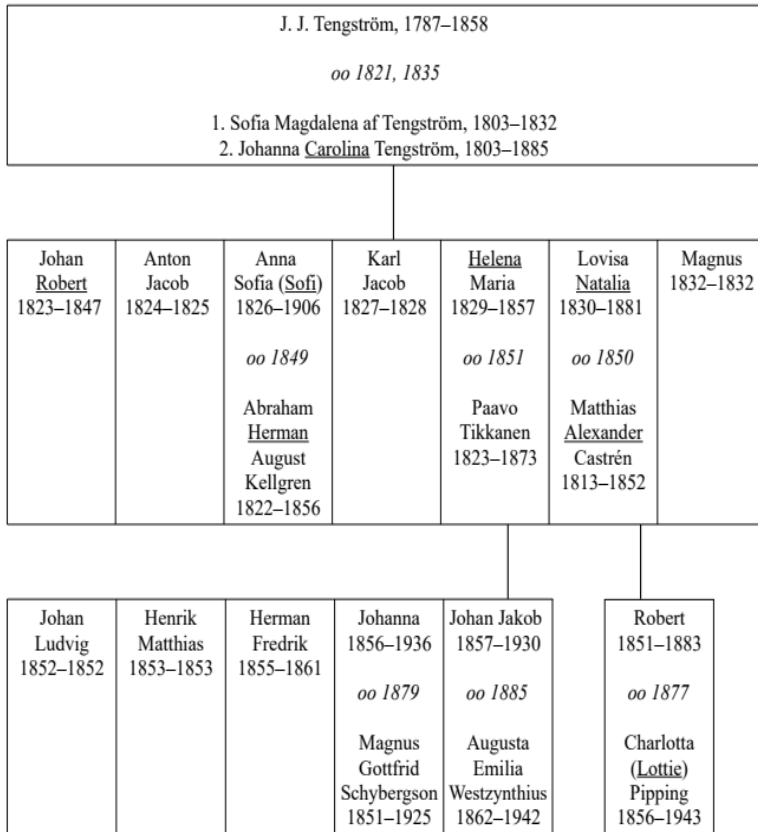 J. J. Tengström, 1787–1858
oo 1821, 1835
1. Sofia Magdalena af Tengström, 1803–1832
2. Johanna Carolina Tengström, 1803–1885
Johan
Robert
1823–1847
Anton
Jacob
1824–1825
Anna
Sofia (Sofi)
1826–1906
oo 1849
Abraham
Herman
August
Kellgren
1822–1856
Karl
Jacob
1827–1828
Helena
Maria
1829–1857
oo 1851
Paavo
Tikkanen
1823–1873
Lovisa
Natalia
1830–1881
oo 1850
Matthias
Alexander
Castrén
1813–1852
Magnus
1832–1832
Johan
Ludvig
1852–1852
Henrik
Matthias
1853–1853
Herman
Fredrik
1855–1861
Johanna
1856–1936
oo 1879
Magnus
Gottfrid
Schybergson
1851–1925
Johan Jakob
1857–1930
oo 1885
Augusta
Emilia
Westzynthius
1862–1942
Robert
1851–1883
oo 1877
Charlotta
(Lottie)
Pipping
1856–1943